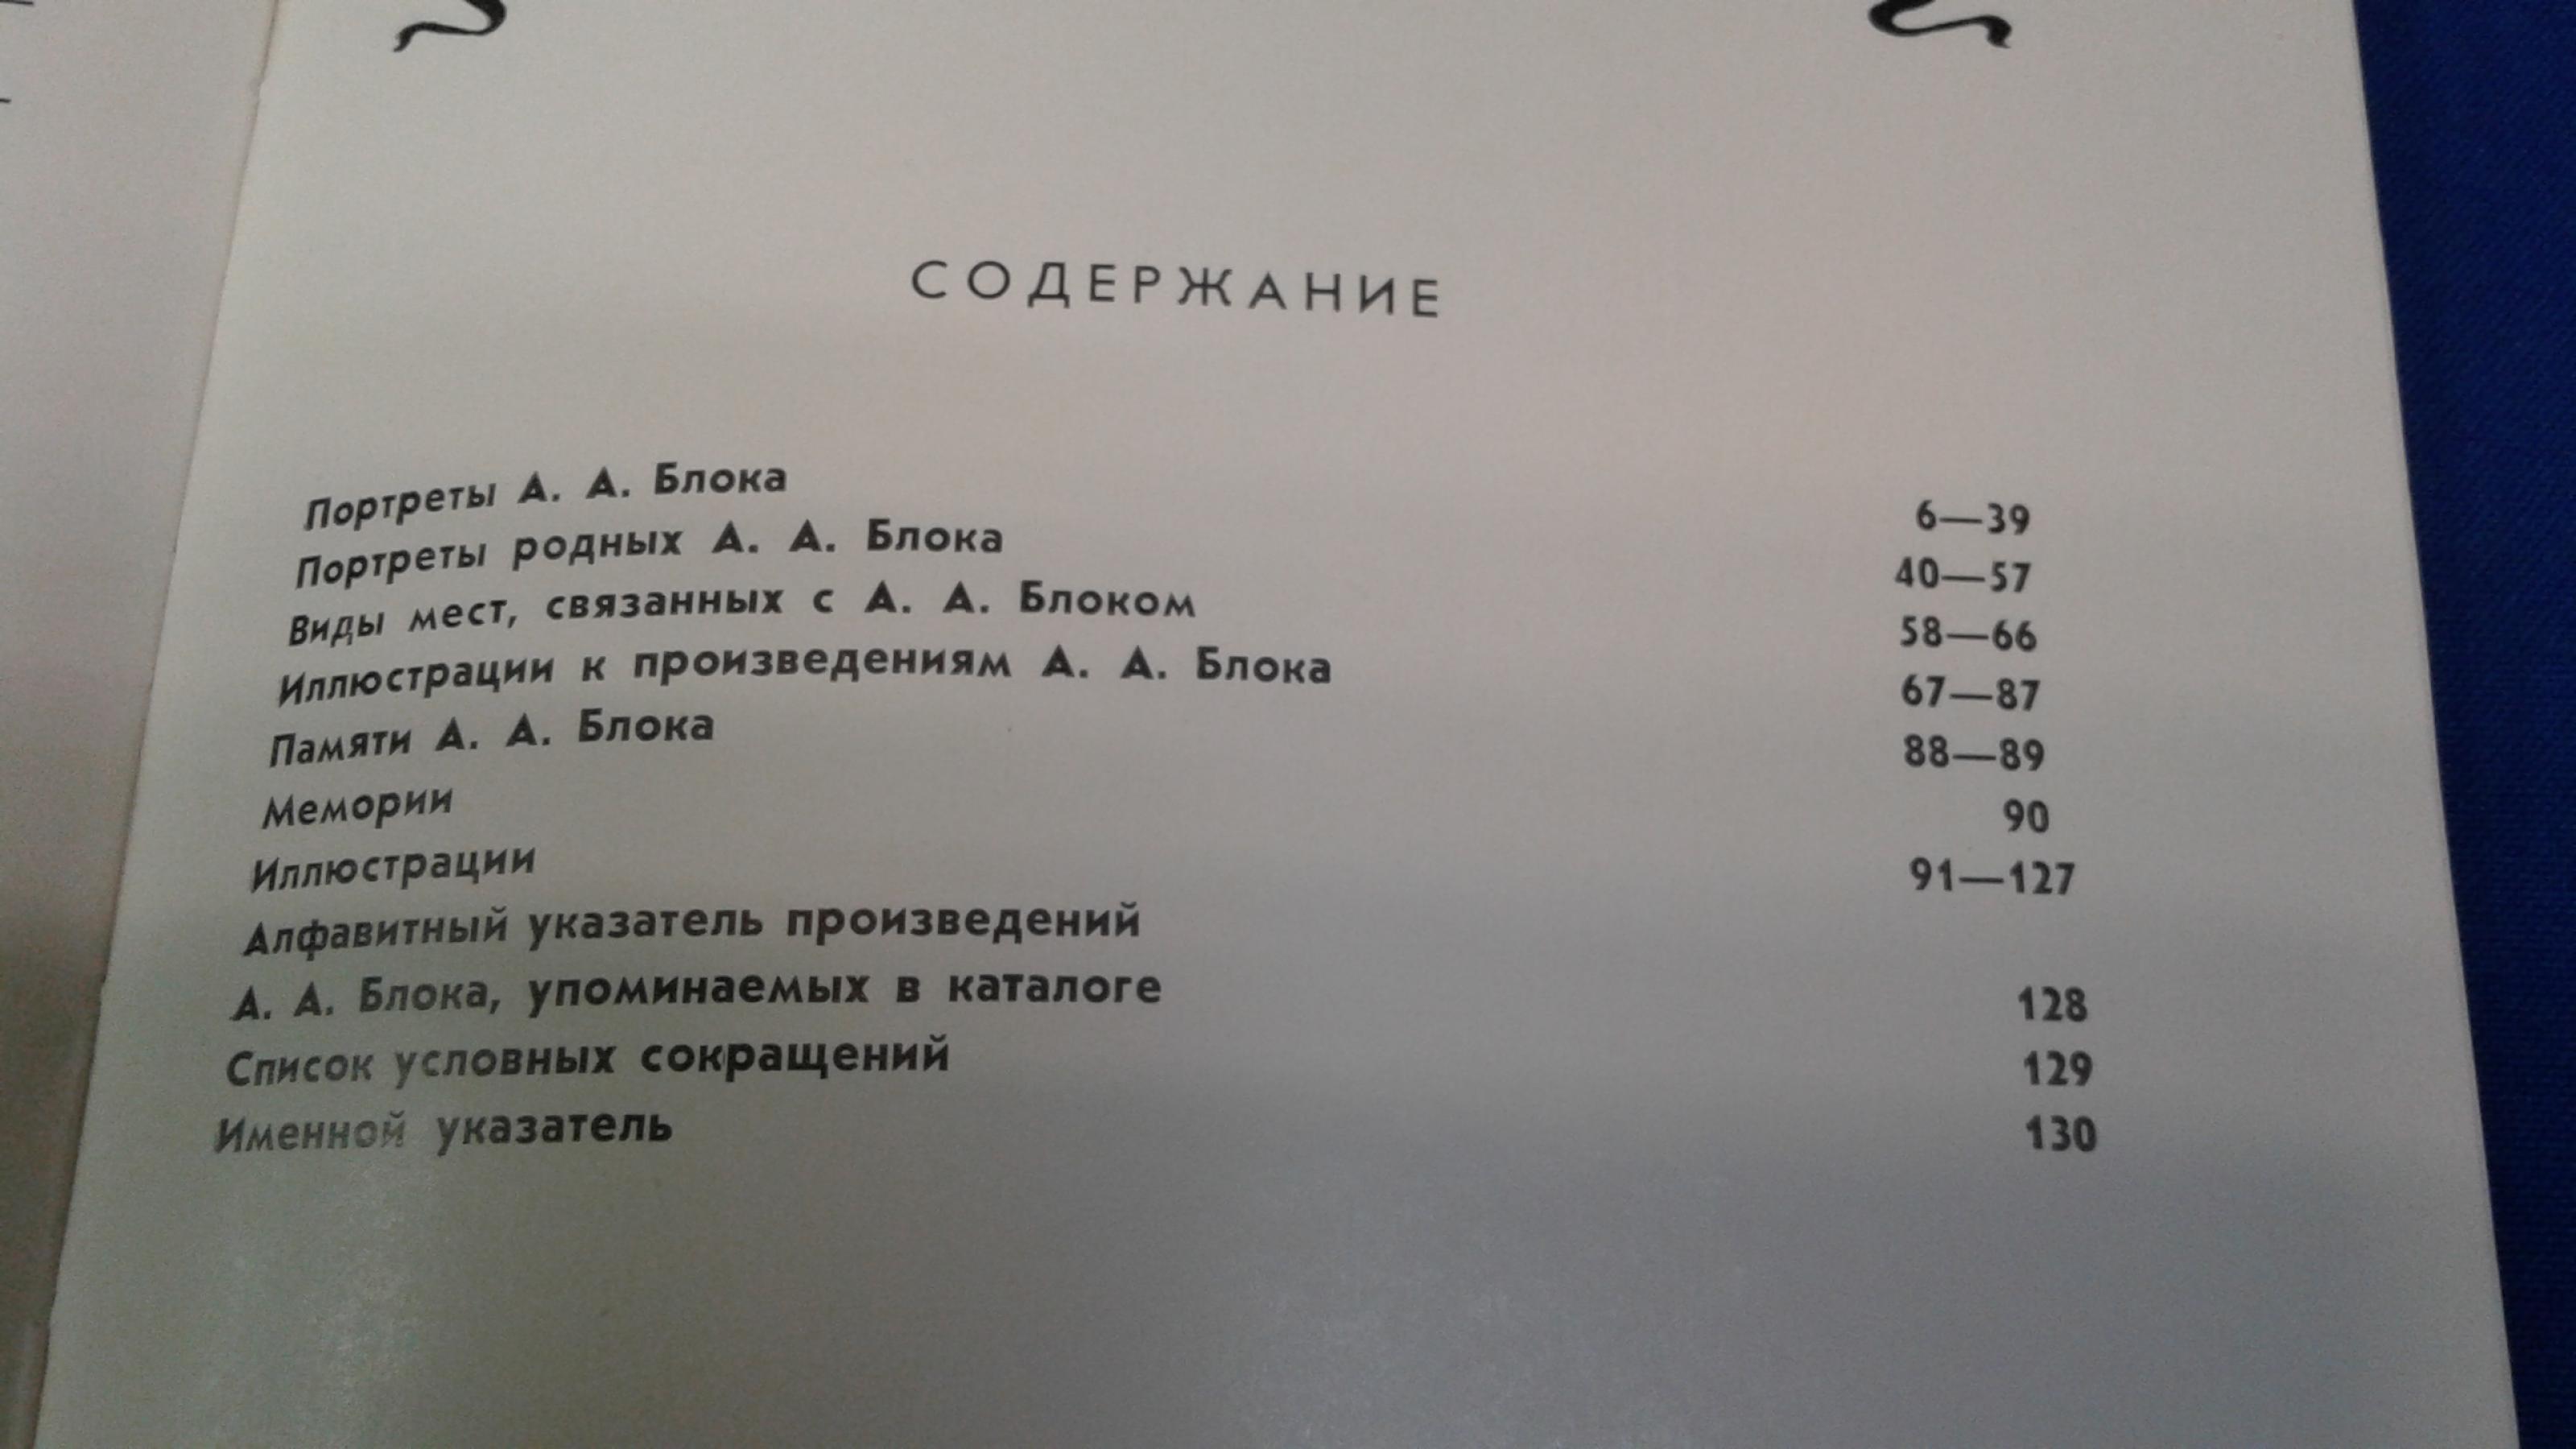 СОДЕРЖАНИЕ
Портреты А. А. Блока 6—39
Портреты родных А. А. Блока 40—57
Виды мест, связанных с А. А. Блоком 58—66
Иллюстрации к произведениям А. А. Блока 67—87
Памяти А. А. Блока 88—89
Мемории 90
Иллюстрации 91—127
Алфавитный указатель произведений
А. А. Блока, упоминаемых в каталоге 128
Список условных сокращений 129
Именной указатель 130